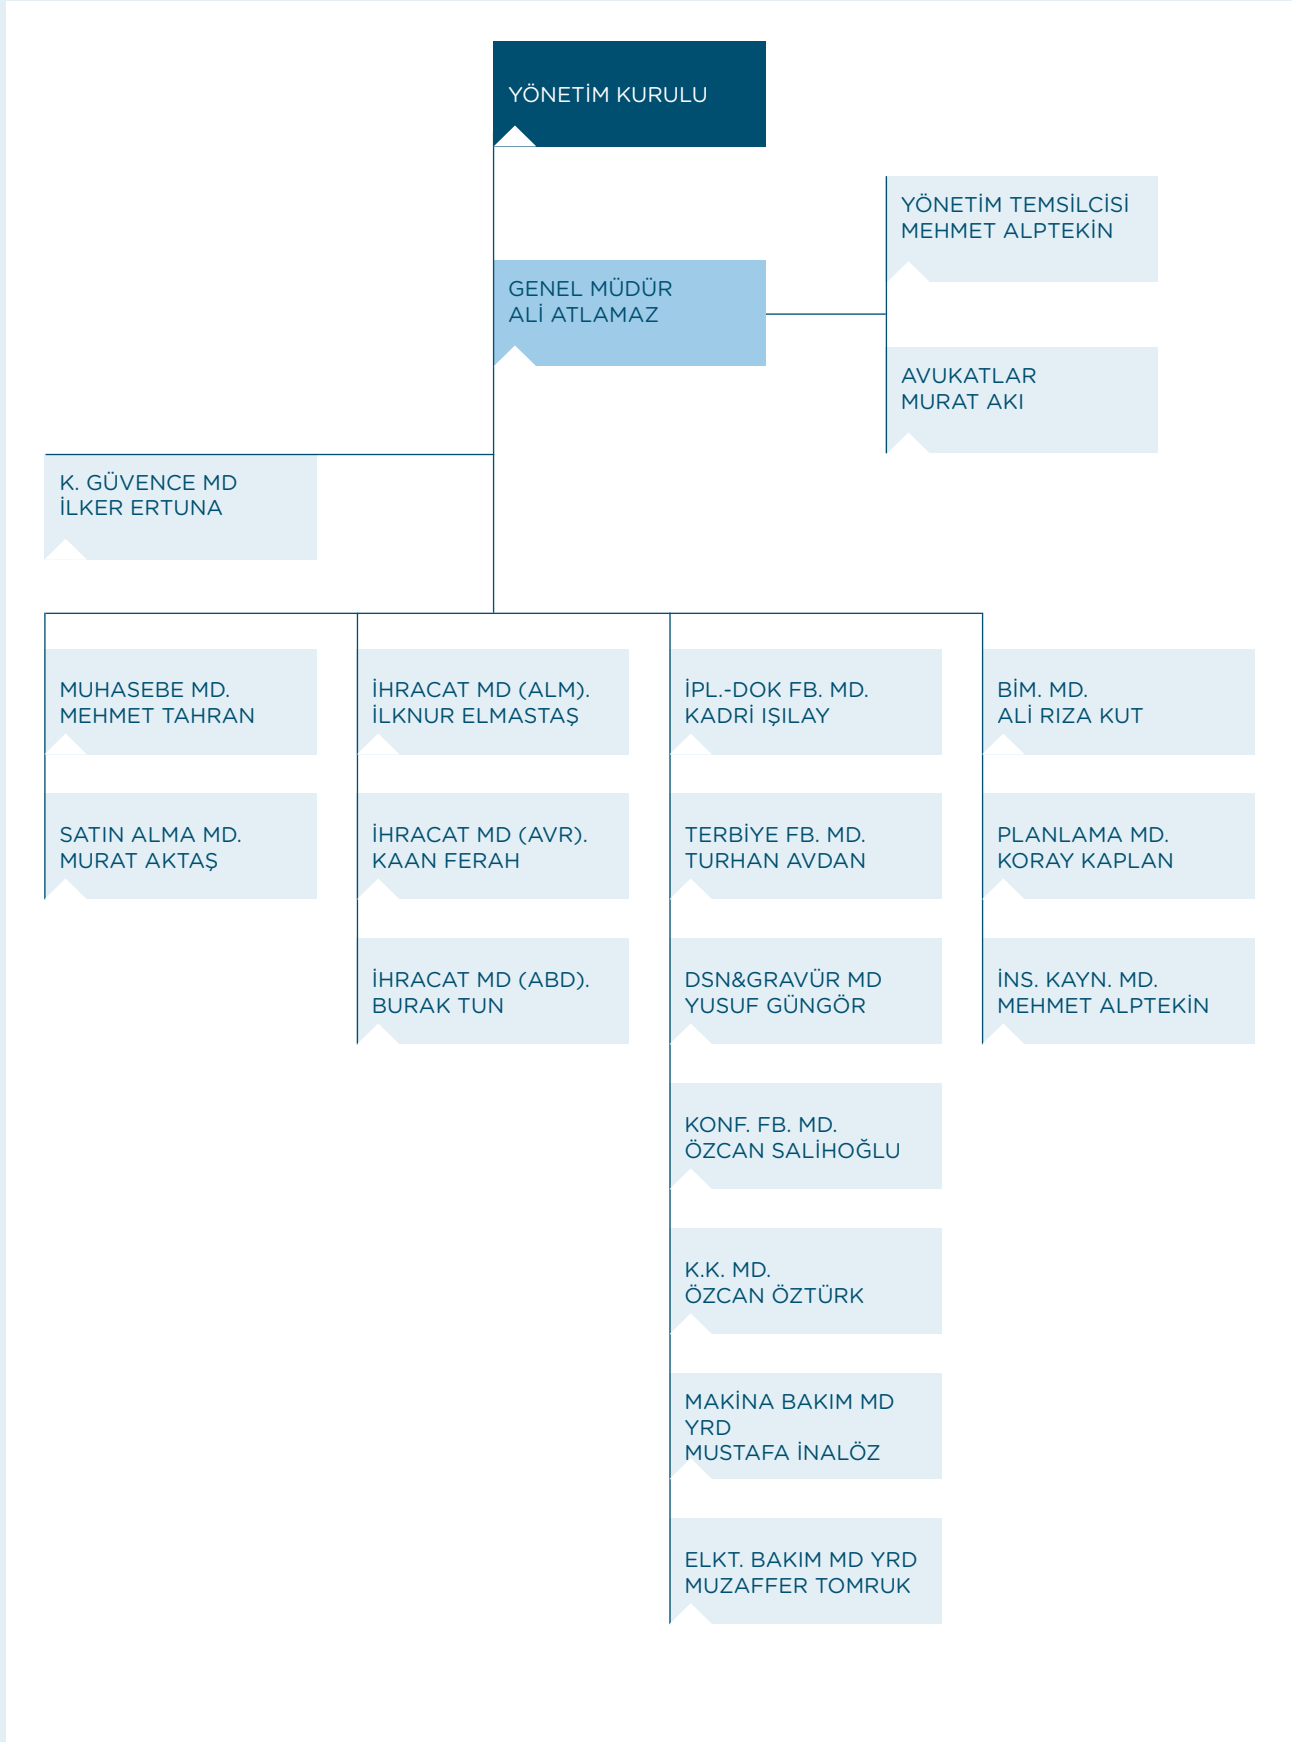 YÖNETİM KURULU
YÖNETİM TEMSİLCİSİ
MEHMET ALPTEKİN
GENEL MÜDÜR
ALİ ATLAMAZ
AVUKATLAR
MURAT AKI
K. GÜVENCE MD
İLKER ERTUNA
MUHASEBE MD.
MEHMET TAHRAN
SATIN ALMA MD.
MURAT AKTAŞ
İHRACAT MD (ALM).
İLKNUR ELMASTAŞ
İHRACAT MD (AVR).
KAAN FERAH
İHRACAT MD (ABD).
BURAK TUN
İPL.-DOK FB. MD.
KADRİ IŞILAY
TERBİYE FB. MD.
TURHAN AVDAN
DSN&GRAVÜR MD
YUSUF GÜNGÖR
KONF. FB. MD.
ÖZCAN SALİHOĞLU
K.K. MD.
ÖZCAN ÖZTÜRK
MAKİNA BAKIM MD
YRD
MUSTAFA İNALÖZ
ELKT. BAKIM MD YRD
MUZAFFER TOMRUK
BİM. MD.
ALİ RIZA KUT
PLANLAMA MD.
KORAY KAPLAN
İNS. KAYN. MD.
MEHMET ALPTEKİN